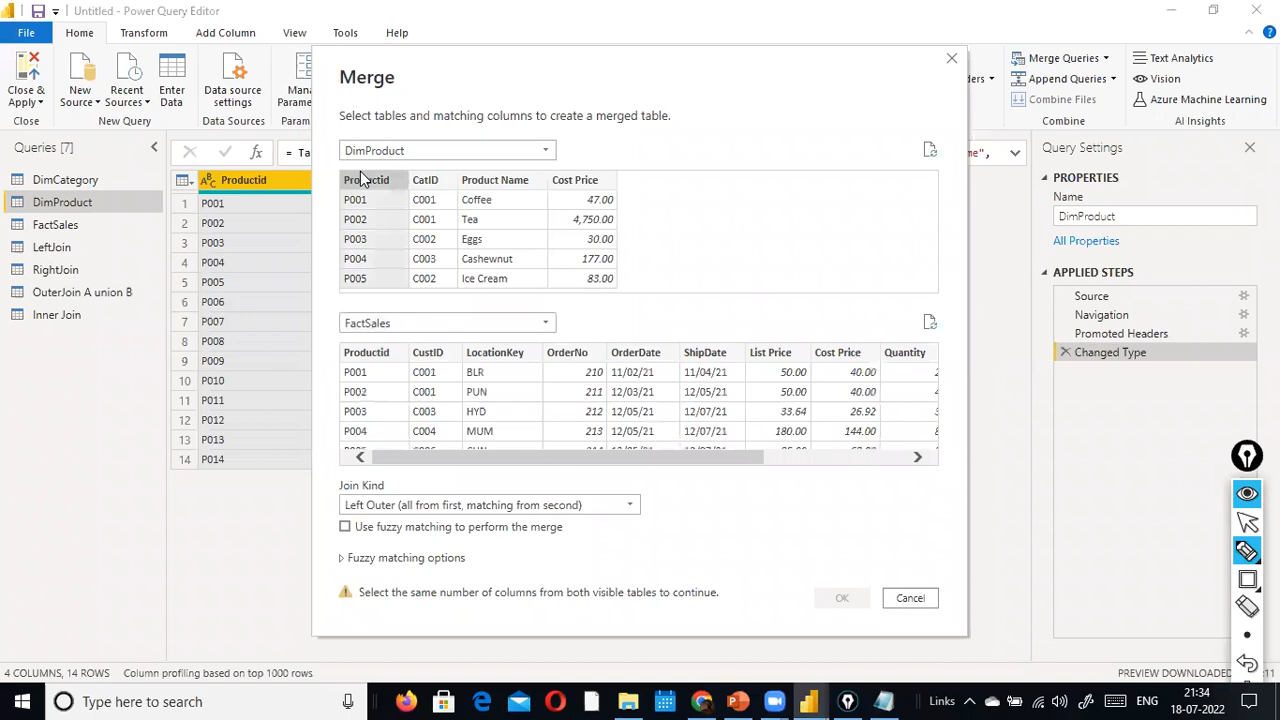 Untitled - Power Query Editor
File Home Transform Add Column View Tools Help
Close & Apply
New Source
Recent Sources
Enter Data
Data source settings
Close
New Query
Data Sources
Merge Queries
Append Queries
Combine Files
Combine
Text Analytics
Vision
Azure Machine Learning
AI Insights
Queries [7]
DimCategory
DimProduct
FactSales
LeftJoin
RightJoin
OuterJoin A union B
Inner Join
fx = Ta
Productid
1 P001
2 P002
3 P003
4 P004
5 P005
6 P006
7 P007
8 P008
9 P009
10 P010
11 P011
12 P012
13 P013
14 P014
Merge
Select tables and matching columns to create a merged table.
DimProduct
Productid CatID Product Name Cost Price
P001 C001 Coffee 47.00
P002 C001 Tea 4,750.00
P003 C002 Eggs 30.00
P004 C003 Cashewnut 177.00
P005 C002 Ice Cream 83.00
FactSales
Productid CustID LocationKey OrderNo OrderDate ShipDate List Price Cost Price Quantity
P001 C001 BLR 210 11/02/21 11/04/21 50.00 40.00
P002 C001 PUN 211 12/03/21 12/05/21 50.00 40.00
P003 C003 HYD 212 12/05/21 12/07/21 33.64 26.92
P004 C004 MUM 213 12/05/21 12/07/21 180.00 144.00
Join Kind
Left Outer (all from first, matching from second)
Use fuzzy matching to perform the merge
Fuzzy matching options
Select the same number of columns from both visible tables to continue.
OK Cancel
Query Settings
PROPERTIES
Name
DimProduct
All Properties
APPLIED STEPS
Source
Navigation
Promoted Headers
Changed Type
4 COLUMNS, 14 ROWS Column profiling based on top 1000 rows
Type here to search
Links
ENG
21:34
18-07-2022